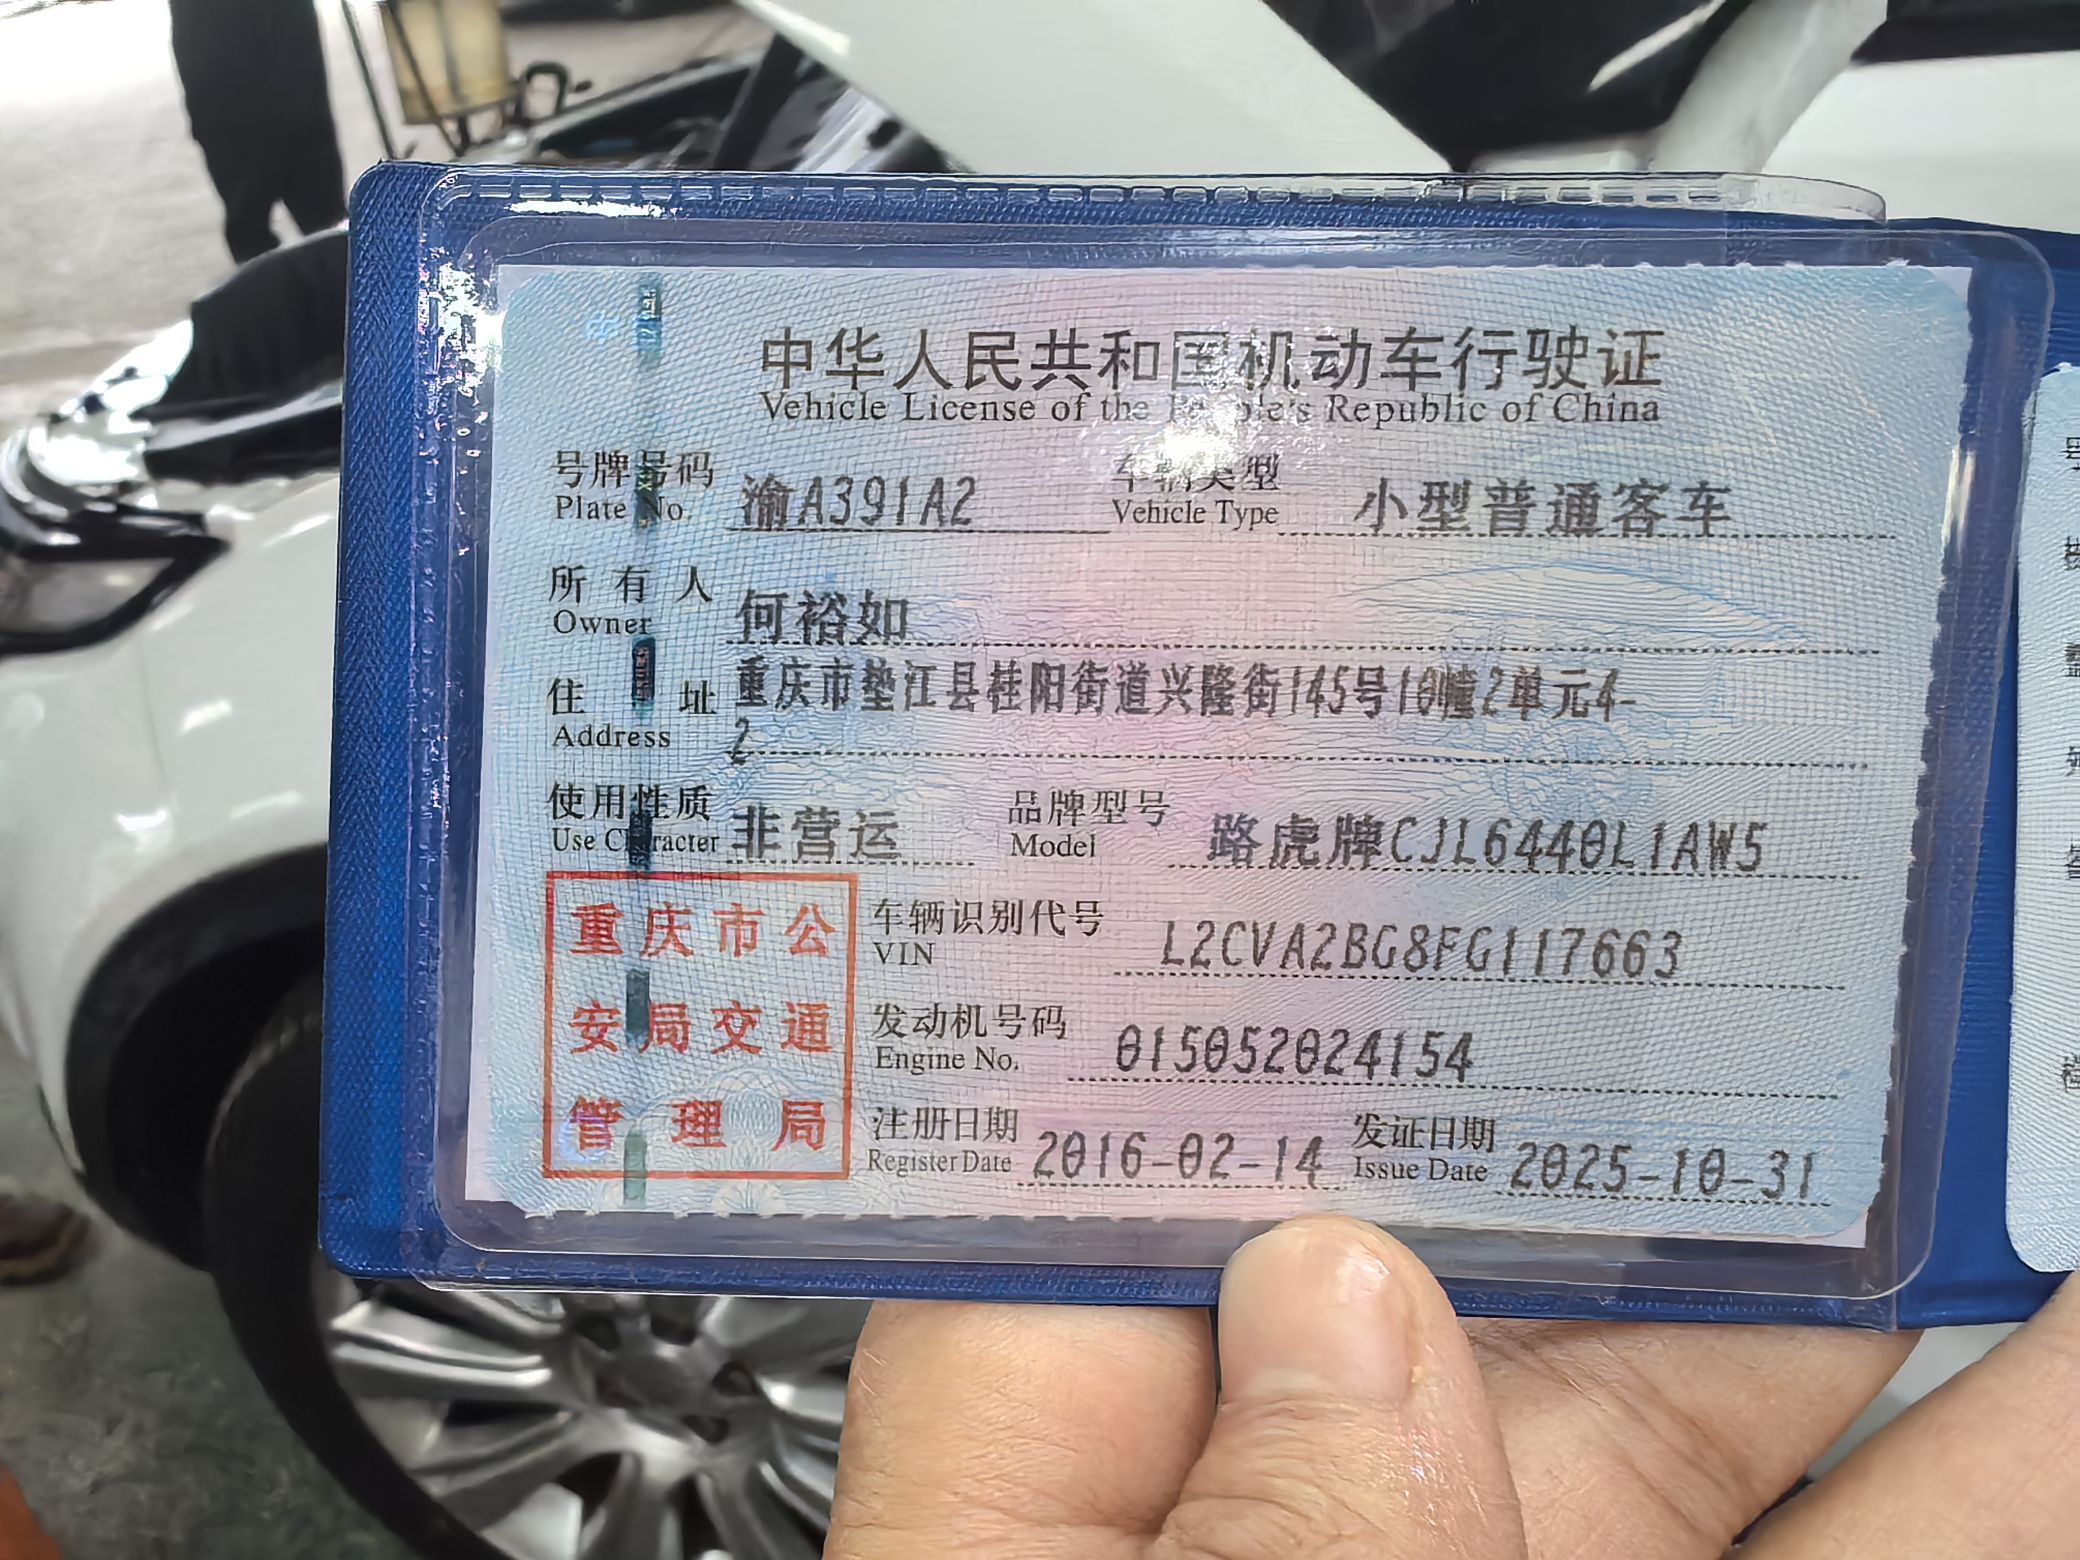 中华人民共和国机动车行驶证
Vehicle License of the People's Republic of China
号牌号码 渝A391A2 车辆类型 小型普通客车
Plate No. Vehicle Type
所有人 何裕如
Owner
住址 重庆市垫江县桂阳街道兴隆街145号10幢2单元4-
Address 2
使用性质 非营运 品牌型号 路虎牌CJL6440L1AW5
Use Character Model
重庆市公
安局交通
管理局
车辆识别代号 L2CVA2BG8FG117663
VIN
发动机号码 015052024154
Engine No.
注册日期 2016-02-14 发证日期 2025-10-31
Register Date Issue Date